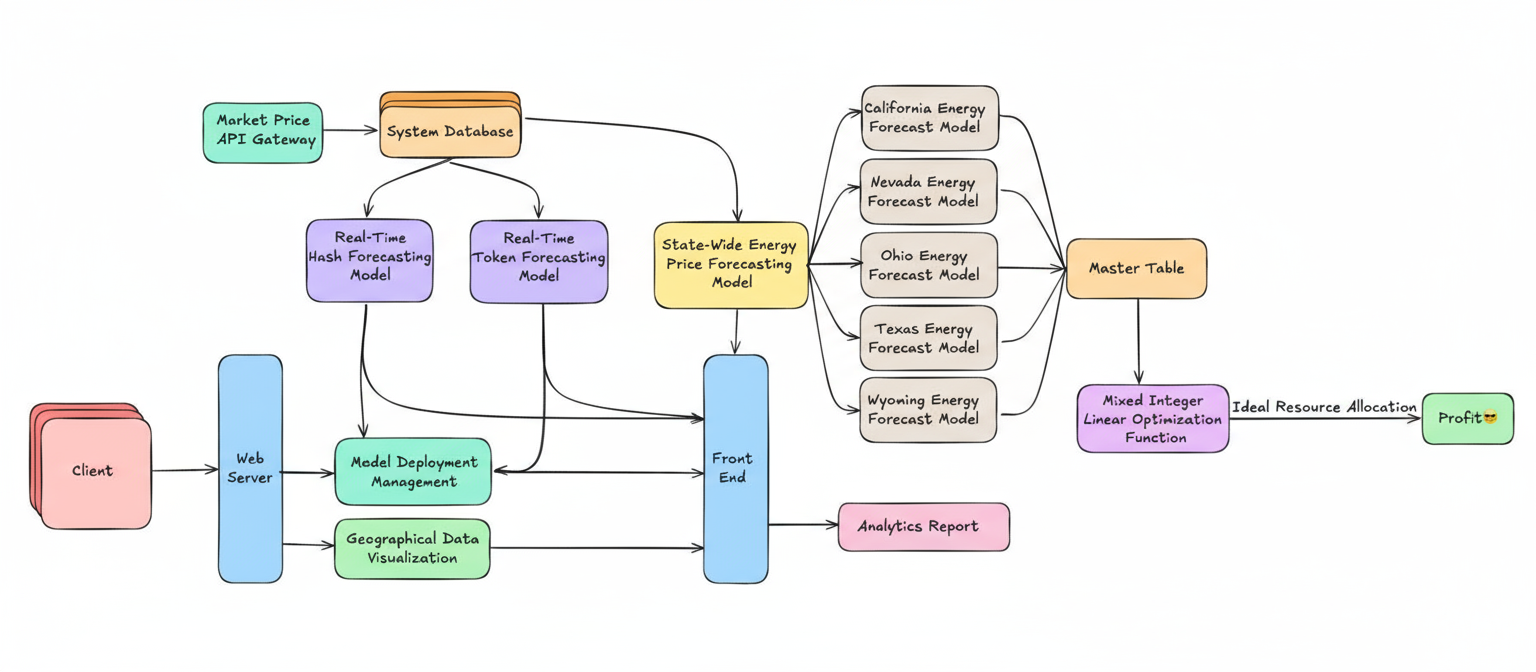 Market Price
API Gateway
System Database
California Energy
Forecast Model
Nevada Energy
Forecast Model
Real-Time
Hash Forecasting
Model
Real-Time
Token Forecasting
Model
State-Wide Energy
Price Forecasting
Model
Ohio Energy
Forecast Model
Master Table
Texas Energy
Forecast Model
Wyoming Energy
Forecast Model
Mixed Integer
Linear Optimization
Function
Ideal Resource Allocation
Profit😎
Client
Web
Server
Model Deployment
Management
Front
End
Geographical Data
Visualization
Analytics Report